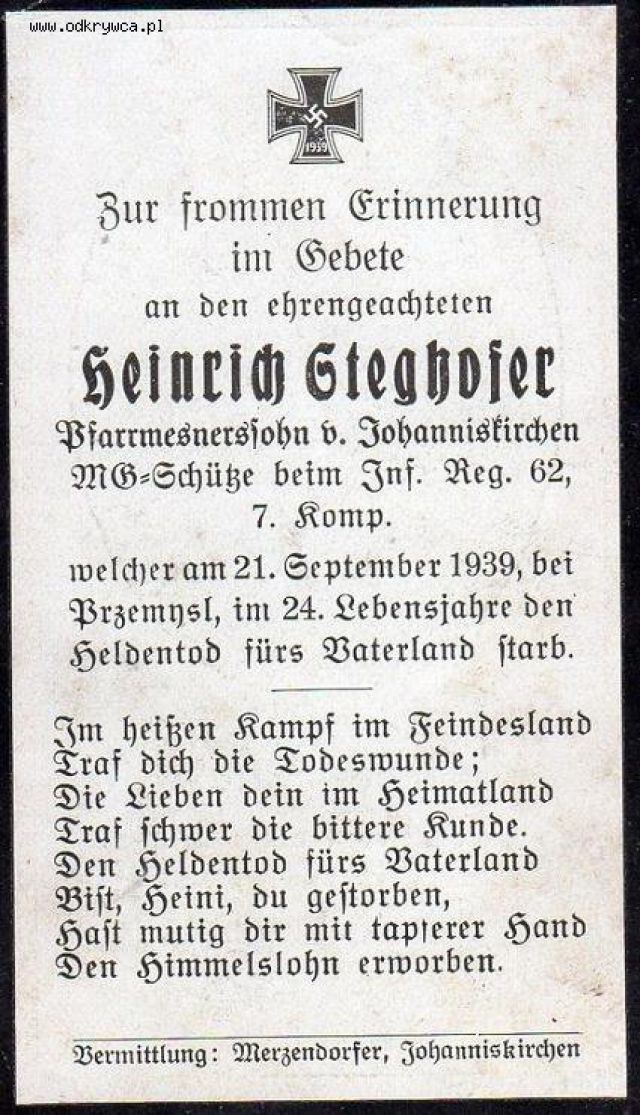 www.odkrywca.pl
1939
Zur frommen Erinnerung
im Gebete
an den ehrengeachteten
Heinrich Steghofer
Pfarrmesnerssohn v. Johanniskirchen
MG-Schütze beim Inf. Reg. 62,
7. Komp.
welcher am 21. September 1939, bei
Przemysl, im 24. Lebensjahre den
Heldentod fürs Vaterland starb.
Im heißen Kampf im Feindesland
Traf dich die Todeswunde;
Die Lieben dein im Heimatland
Traf schwer die bittere Kunde.
Den Heldentod fürs Vaterland
Bist, Heini, du gestorben,
Hast mutig dir mit tapferer Hand
Den Himmelslohn erworben.
Vermittlung: Merzendorfer, Johanniskirchen